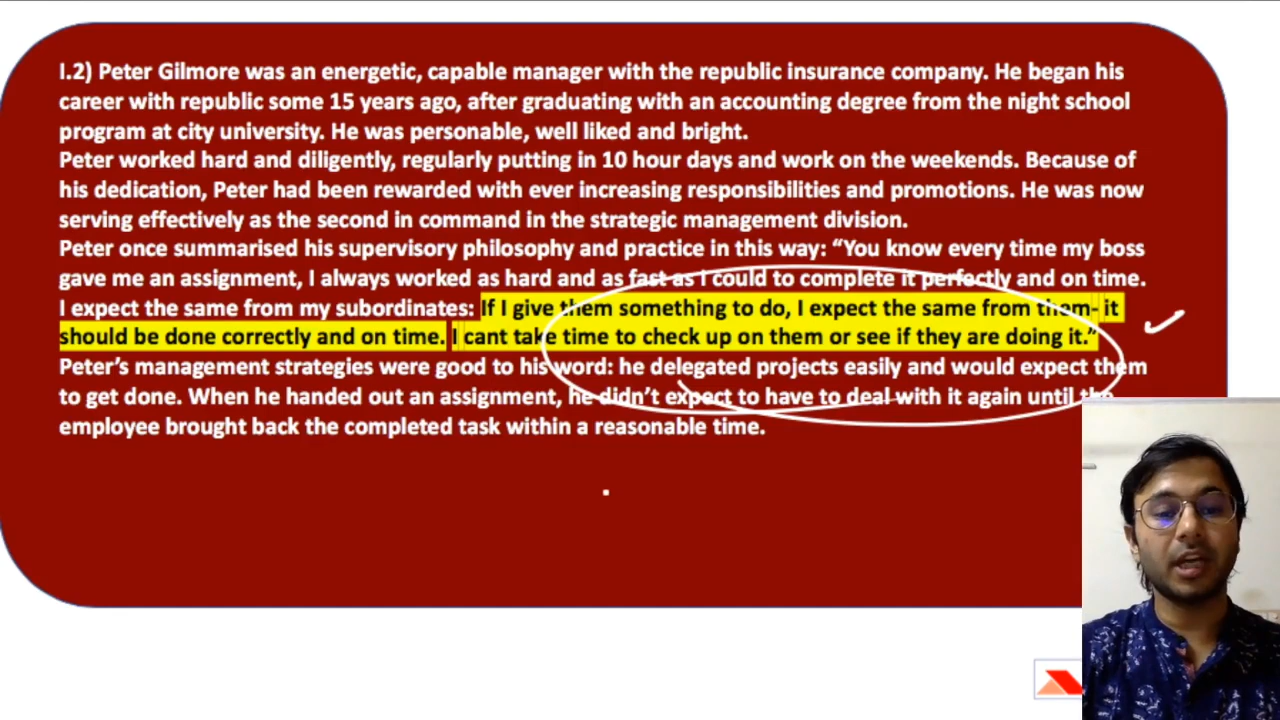 I.2) Peter Gilmore was an energetic, capable manager with the republic insurance company. He began his
career with republic some 15 years ago, after graduating with an accounting degree from the night school
program at city university. He was personable, well liked and bright.
Peter worked hard and diligently, regularly putting in 10 hour days and work on the weekends. Because of
his dedication, Peter had been rewarded with ever increasing responsibilities and promotions. He was now
serving effectively as the second in command in the strategic management division.
Peter once summarised his supervisory philosophy and practice in this way: “You know every time my boss
gave me an assignment, I always worked as hard and as fast as I could to complete it perfectly and on time.
I expect the same from my subordinates: If I give them something to do, I expect the same from them- it
should be done correctly and on time. I cant take time to check up on them or see if they are doing it.”
Peter’s management strategies were good to his word: he delegated projects easily and would expect them
to get done. When he handed out an assignment, he didn’t expect to have to deal with it again until the
employee brought back the completed task within a reasonable time.